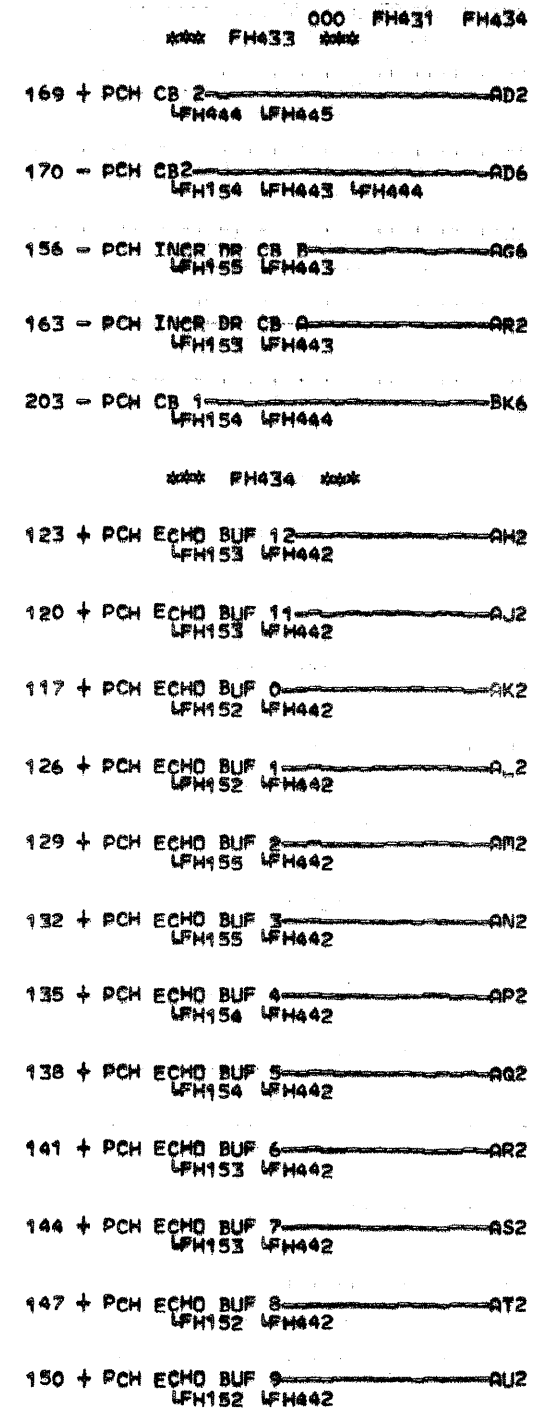 000 FH431 FH434
*** FH433 *** 
169 + PCH CB 2 AD2
FH444 FH445
170 - PCH CB2 AD6
FH154 FH443 FH444
156 - PCH INCR DR CB B AG6
FH155 FH443
163 - PCH INCR DR CB A AR2
FH153 FH443
203 - PCH CB 1 BK6
FH154 FH444
*** FH434 ***
123 + PCH ECHO BUF 12 AH2
FH153 FH442
120 + PCH ECHO BUF 11 AJ2
FH153 FH442
117 + PCH ECHO BUF 0 AK2
FH152 FH442
126 + PCH ECHO BUF 1
FH152 FH442
129 + PCH ECHO BUF 2 AM2
FH155 FH442
132 + PCH ECHO BUF 3 AN2
FH155 FH442
135 + PCH ECHO BUF 4 AP2
FH154 FH442
138 + PCH ECHO BUF 5 AQ2
FH154 FH442
141 + PCH ECHO BUF 6 AR2
FH153 FH442
144 + PCH ECHO BUF 7 AS2
FH153 FH442
147 + PCH ECHO BUF 8 AT2
FH152 FH442
150 + PCH ECHO BUF 9 AU2
FH152 FH442